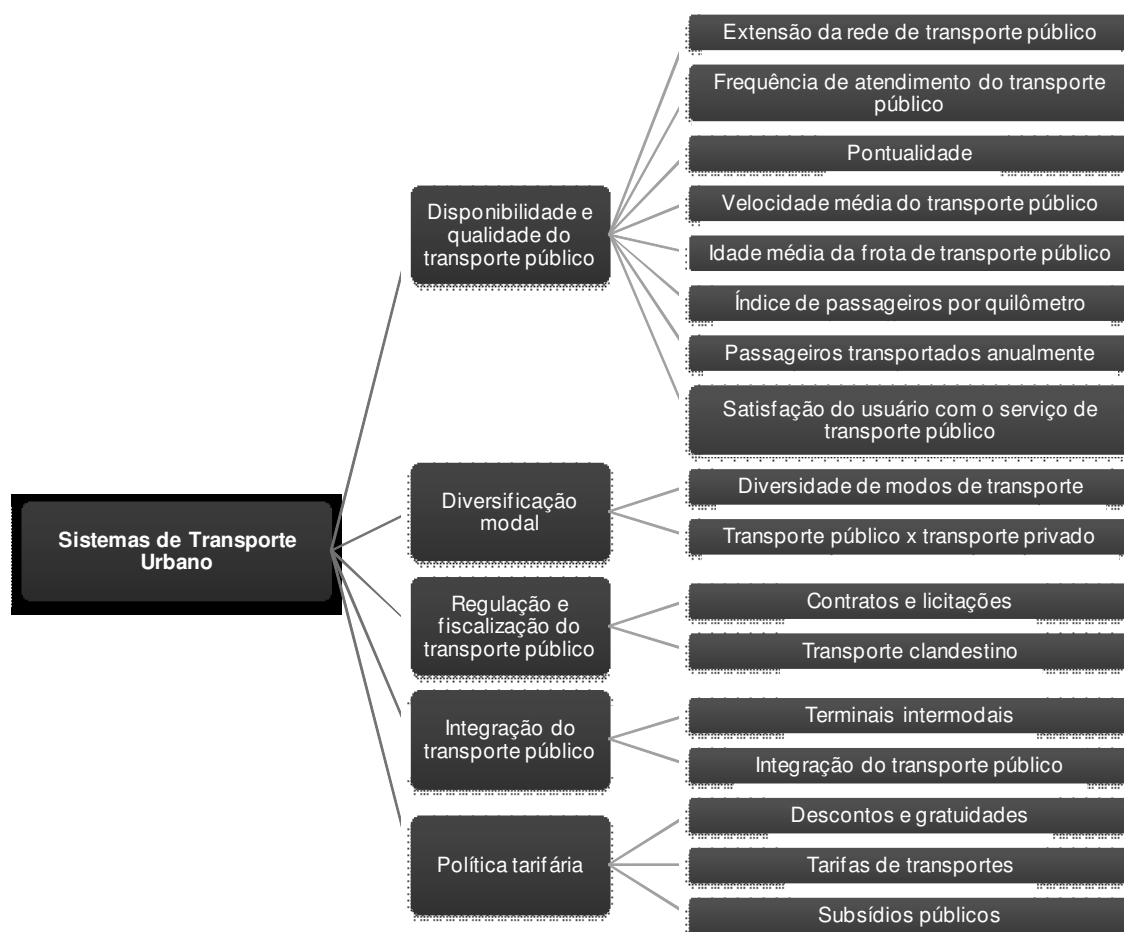 Extensão da rede de transporte público
Frequência de atendimento do transporte
público
Pontualidade
Disponibilidade e
qualidade do
transporte público
Velocidade média do transporte público
Idade média da frota de transporte público
Índice de passageiros por quilômetro
Passageiros transportados anualmente
Satisfação do usuário com o serviço de
transporte público
Sistemas de Transporte
Urbano
Diversificação
modal
Diversidade de modos de transporte
Transporte público x transporte privado
Regulação e
fiscalização do
transporte público
Contratos e licitações
Transporte clandestino
Integração do
transporte público
Terminais intermodais
Integração do transporte público
Política tarifária
Descontos e gratuidades
Tarifas de transportes
Subsídios públicos